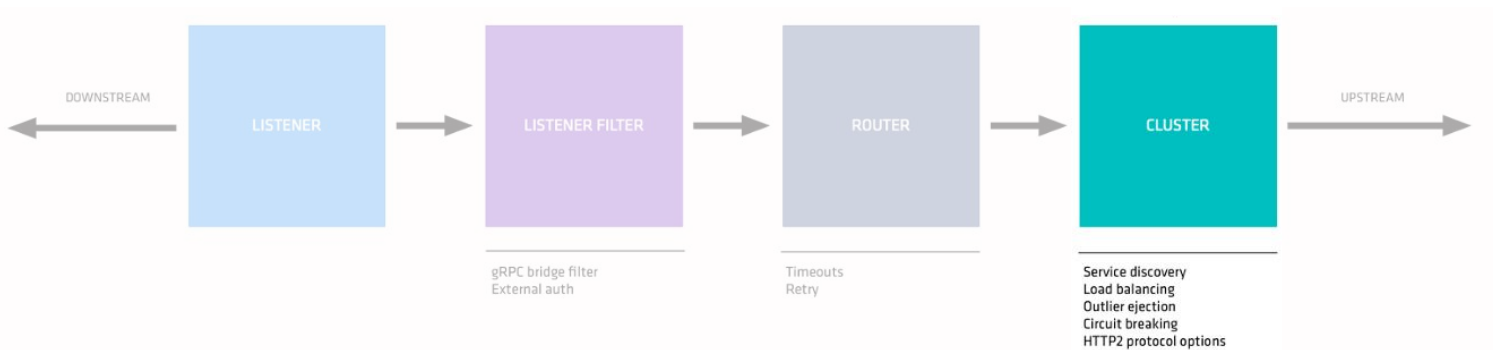 DOWNSTREAM
LISTENER
LISTENER FILTER
ROUTER
CLUSTER
UPSTREAM
gRPC bridge filter
External auth
Timeouts
Retry
Service discovery
Load balancing
Outlier ejection
Circuit breaking
HTTP2 protocol options